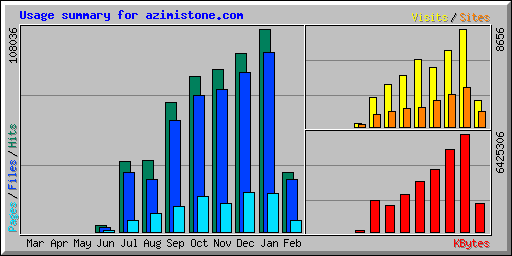 Usage summary for azimistone.com
Visits / Sites
108036
8656
Pages / Files / Hits
6425306
Mar Apr May Jun Jul Aug Sep Oct Nov Dec Jan Feb
KBytes